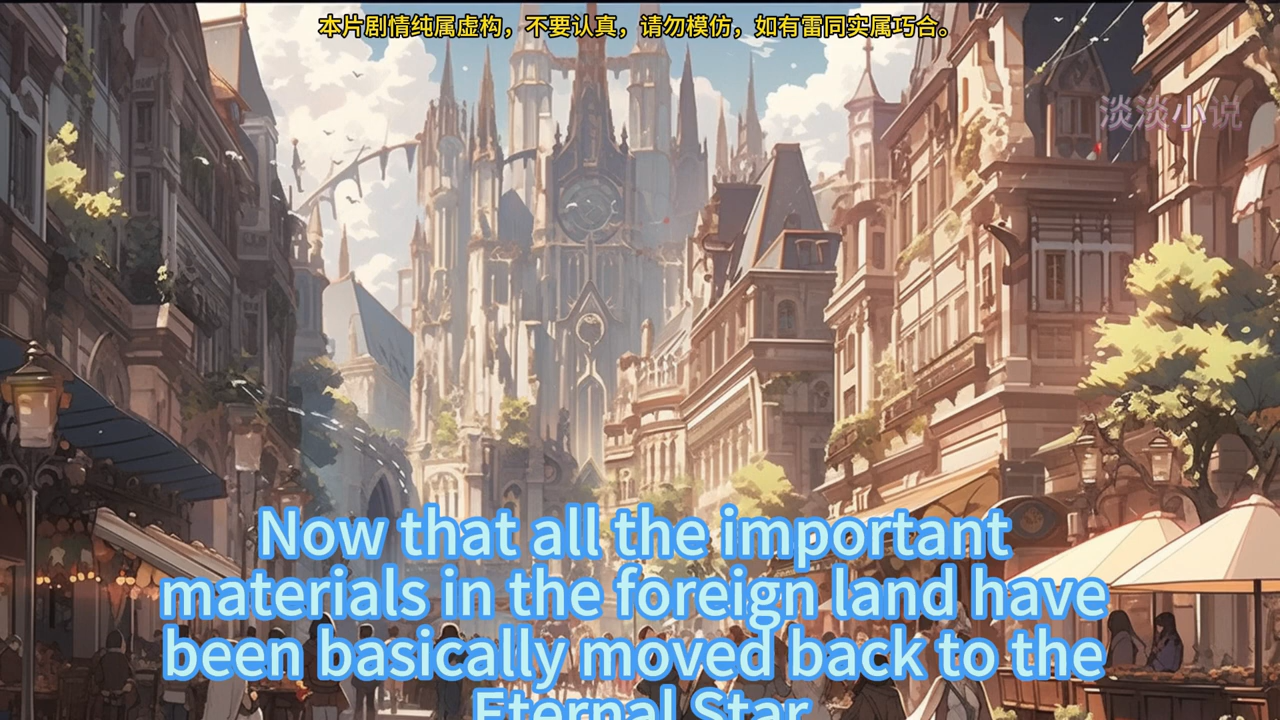 本片剧情纯属虚构，不要认真，请勿模仿，如有雷同实属巧合。
淡淡小说
Now that all the important
materials in the foreign land have
been basically moved back to the
Eternal Star